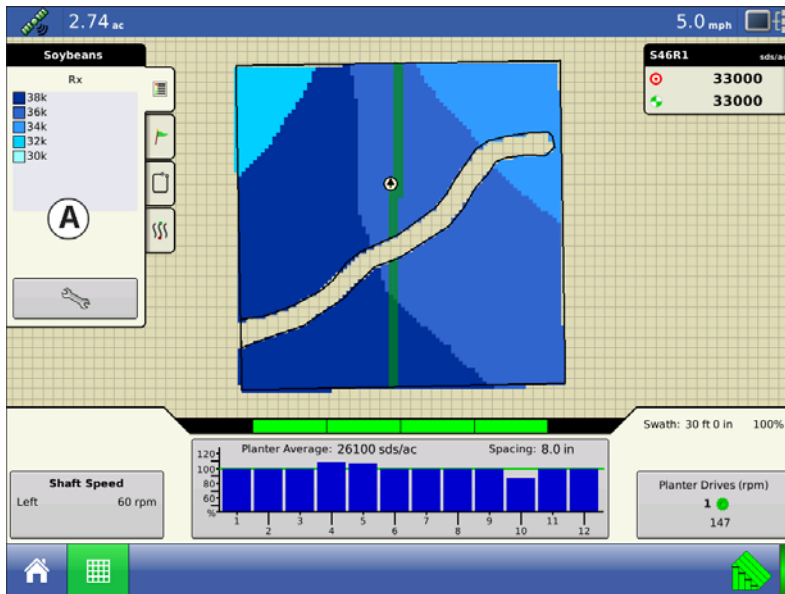 2.74 ac
5.0 mph
Soybeans
Rx
38k
36k
34k
32k
30k
A
S46R1 sds/ac
33000
33000
Swath: 30 ft 0 in 100%
Planter Average: 26100 sds/ac Spacing: 8.0 in
120
100
80
60
%
1 2 3 4 5 6 7 8 9 10 11 12
Shaft Speed
Left 60 rpm
Planter Drives (rpm)
1
147